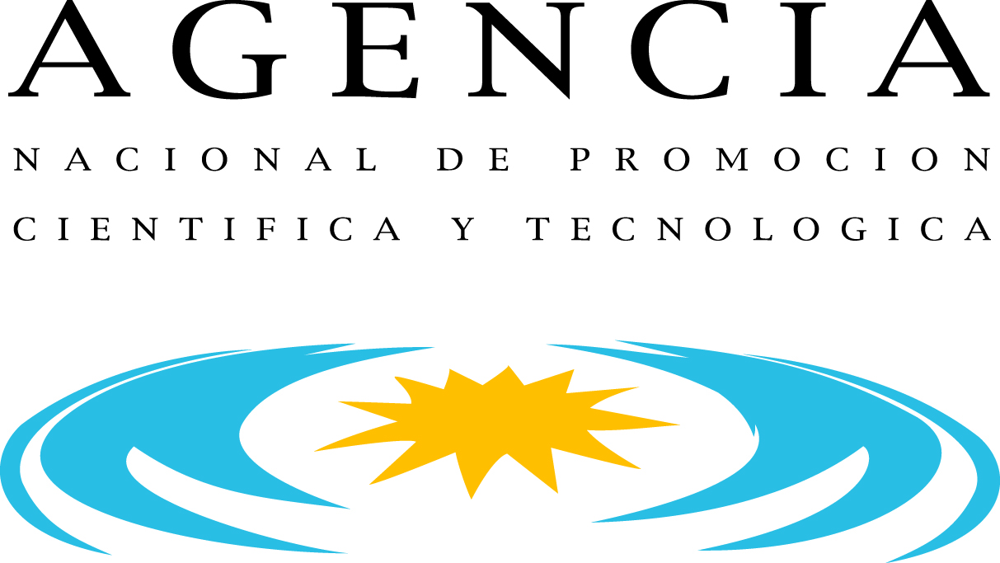 AGENCIA
NACIONAL DE PROMOCION
CIENTIFICA Y TECNOLOGICA